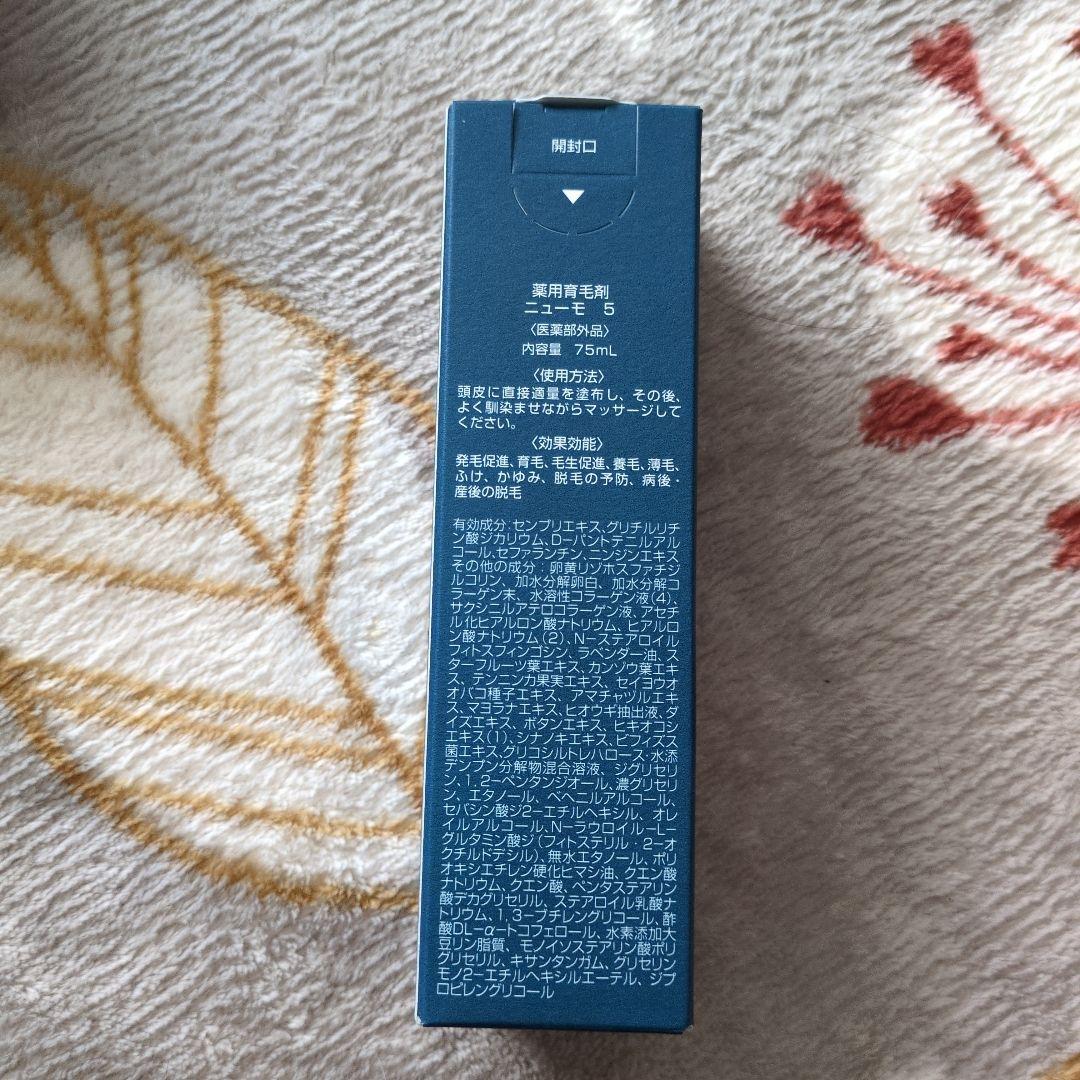 開封口
薬用育毛剤
ニューモ 5
〈医薬部外品〉
内容量 75mL
〈使用方法〉
頭皮に直接適量を塗布し、その後、
よく馴染ませながらマッサージして
ください。
〈効果効能〉
発毛促進、育毛、毛生促進、養毛、薄毛、
ふけ、かゆみ、脱毛の予防、病後・
産後の脱毛
有効成分：センブリエキス、グリチルリチ
ン酸ジカリウム、D-パントテニルアル
コール、セファランチン、ニンジンエキス
その他の成分：卵黄リゾホスファチジ
ルコリン、加水分解卵白、加水分解コ
ラーゲン末、水溶性コラーゲン液(4)、
サクシニルアテロコラーゲン液、アセチ
ル化ヒアルロン酸ナトリウム、ヒアルロ
ン酸ナトリウム(2)、N-ステアロイル
フィトスフィンゴシン、ラベンダー油、ス
ターフルーツ葉エキス、カンゾウ葉エキ
ス、テンニンカ果実エキス、セイヨウオ
オバコ種子エキス、アマチャヅルエキ
ス、マヨラナエキス、ヒオウギ抽出液、ダ
イズエキス、ボタンエキス、ヒキオコシ
エキス(1)、シナノキエキス、ビフィズス
菌エキス、グリコシルトレハロース・水添
デンプン分解物混合溶液、ジグリセリ
ン、1,2-ペンタンジオール、濃グリセリ
ン、エタノール、ベヘニルアルコール、
セバシン酸ジ2-エチルヘキシル、オレ
イルアルコール、N-ラウロイル-L-
グルタミン酸ジ(フィトステリル・2-オ
クチルドデシル)、無水エタノール、ポリ
オキシエチレン硬化ヒマシ油、クエン酸
ナトリウム、クエン酸、ペンタステアリン
酸デカグリセリル、ステアロイル乳酸ナ
トリウム、1,3-ブチレングリコール、酢
酸DL-α-トコフェロール、水素添加大
豆リン脂質、モノイソステアリン酸ポリ
グリセリル、キサンタンガム、グリセリン
モノ2-エチルヘキシルエーテル、ジプ
ロピレングリコール